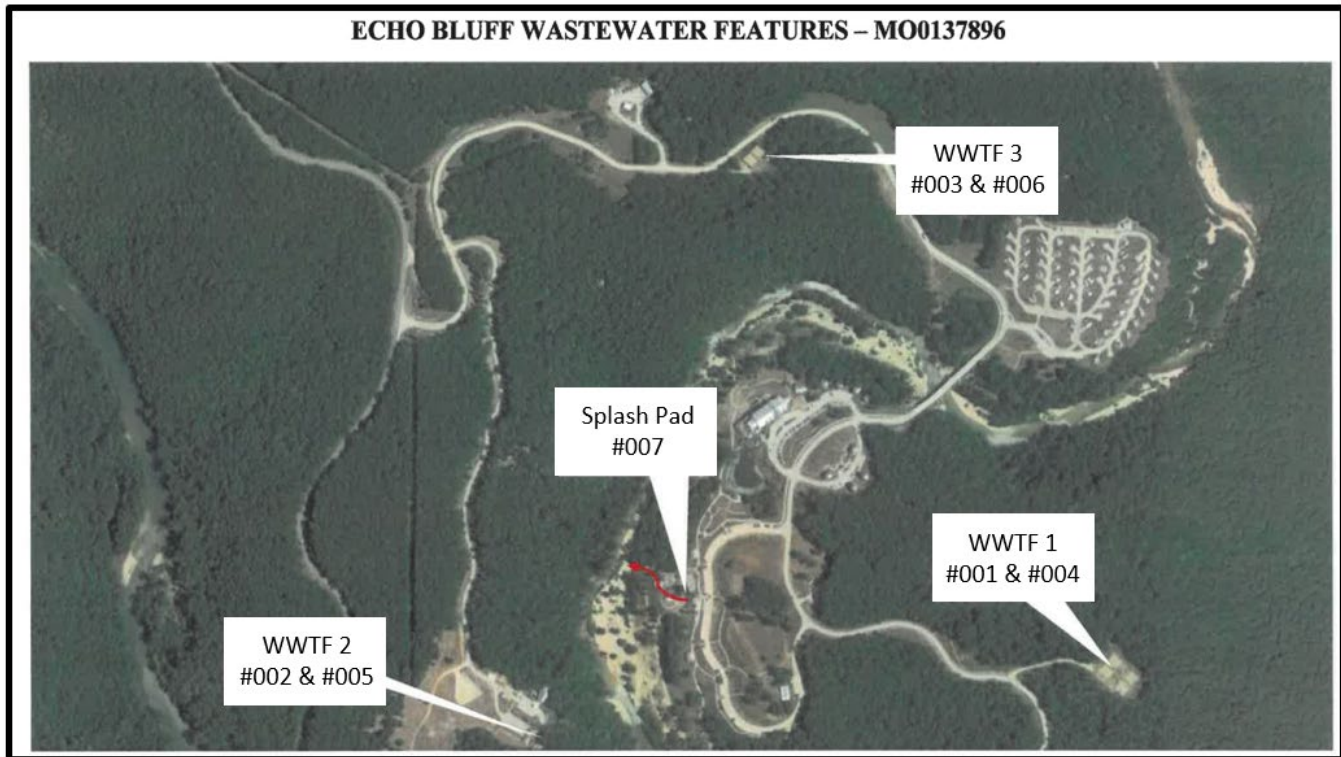 ECHO BLUFF WASTEWATER FEATURES – MO0137896
WWTF 3
#003 & #006
Splash Pad
#007
WWTF 1
#001 & #004
WWTF 2
#002 & #005